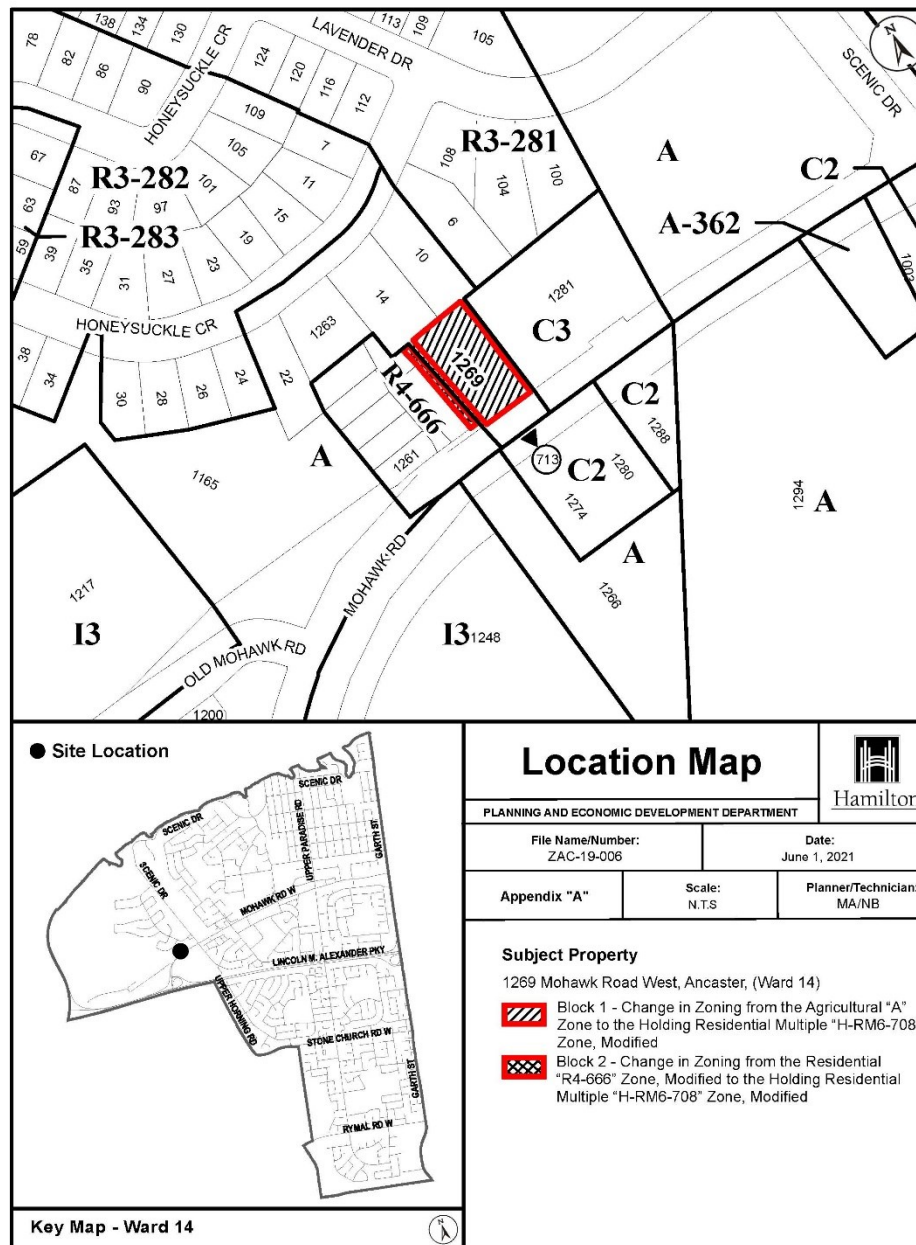 78
82
86
138
134
130
90
HONEYSUCKLE CR
124
120
116
112
LAVENDER DR
113
109
105
N
SCENIC DR
67
63
59
R3-282
R3-283
87
93
97
101
105
109
7
11
15
19
23
27
31
35
39
108
R3-281
104
100
6
A
C2
A-362
1002
10
14
1281
C3
1269
HONEYSUCKLE CR
1263
22
24
26
28
30
38
34
R4-666
1261
A
1165
C2
1288
713
C2
1280
1274
1294
A
A
1266
1217
I3
MOHAWK RD
OLD MOHAWK RD
I3
1248
1200
Site Location
SCENIC DR
SCENIC DR
SCENIC DR
UPPER PARADISE RD
GARTH ST
MOHAWK RD W
LINCOLN M. ALEXANDER PKY
UPPER HORNING RD
STONE CHURCH RD W
GARTH ST
RYMAL RD W
Key Map - Ward 14
N
Location Map
Hamilton
PLANNING AND ECONOMIC DEVELOPMENT DEPARTMENT
File Name/Number:
ZAC-19-006
Date:
June 1, 2021
Appendix "A"
Scale:
N.T.S
Planner/Technician:
MA/NB
Subject Property
1269 Mohawk Road West, Ancaster, (Ward 14)
Block 1 - Change in Zoning from the Agricultural "A"
Zone to the Holding Residential Multiple "H-RM6-708
Zone, Modified
Block 2 - Change in Zoning from the Residential
"R4-666" Zone, Modified to the Holding Residential
Multiple "H-RM6-708" Zone, Modified